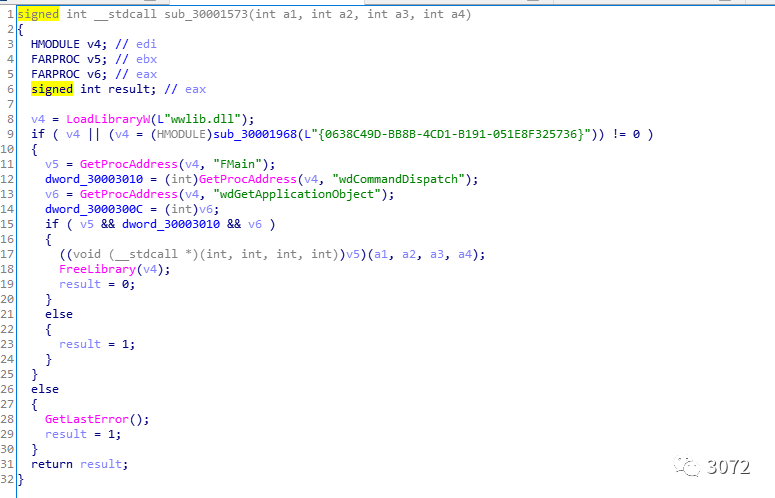 1 signed int __stdcall sub_30001573(int a1, int a2, int a3, int a4)
2 {
3 HMODULE v4; // edi
4 FARPROC v5; // ebx
5 FARPROC v6; // eax
6 signed int result; // eax
7
8 v4 = LoadLibraryW(L"wwlib.dll");
9 if ( v4 || (v4 = (HMODULE)sub_30001968(L"{0638C49D-BB8B-4CD1-B191-051E8F325736}")) != 0 )
10 {
11 v5 = GetProcAddress(v4, "FMain");
12 dword_30003010 = (int)GetProcAddress(v4, "wdCommandDispatch");
13 v6 = GetProcAddress(v4, "wdGetApplicationObject");
14 dword_3000300C = (int)v6;
15 if ( v5 && dword_30003010 && v6 )
16 {
17 ((void (__stdcall *)(int, int, int, int))v5)(a1, a2, a3, a4);
18 FreeLibrary(v4);
19 result = 0;
20 }
21 else
22 {
23 result = 1;
24 }
25 }
26 else
27 {
28 GetLastError();
29 result = 1;
30 }
31 return result;
32 }
3072